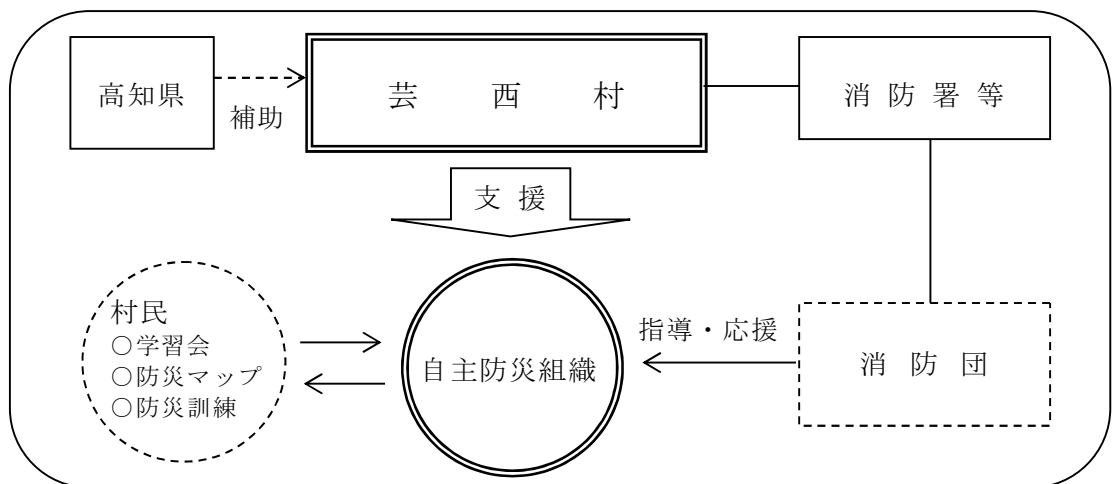 高知県
補助
芸西村
消防署等
支援
村民
○学習会
○防災マップ
○防災訓練
自主防災組織
指導・応援
消防団